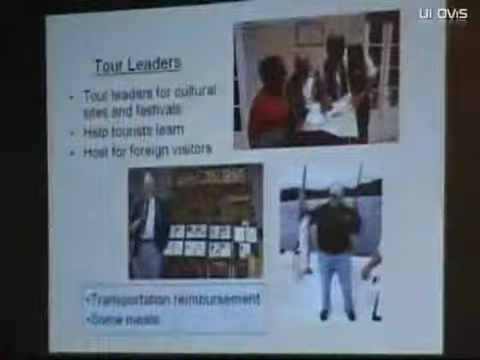 UI OVIS
Tour Leaders
• Tour leaders for cultural
sites and festivals
• Help tourists learn
• Host for foreign visitors
•Transportation reimbursement
•Some meals